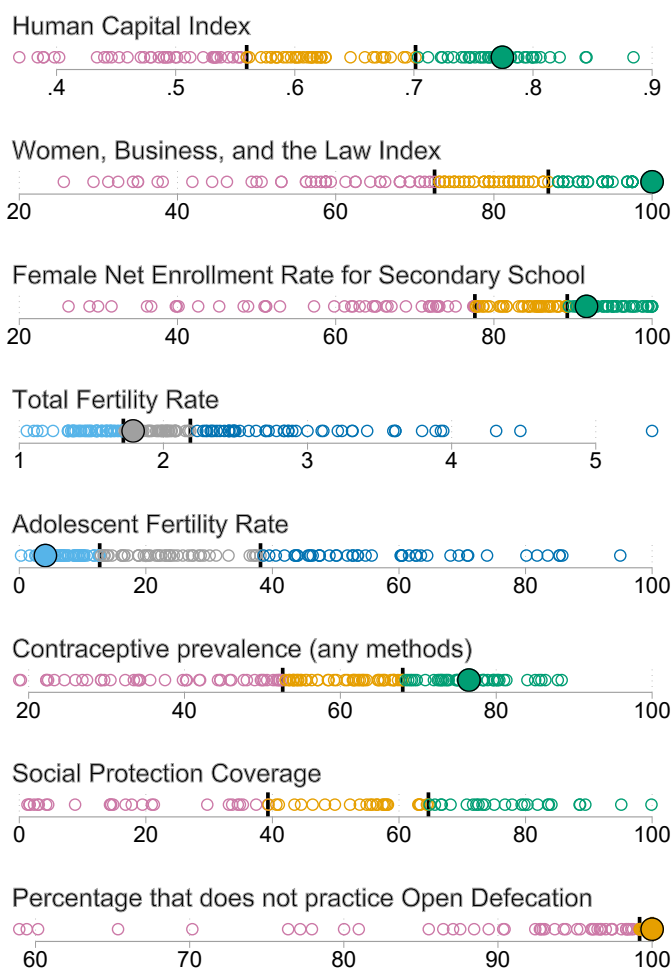 Human Capital Index
.4 .5 .6 .7 .8 .9
Women, Business, and the Law Index
20 40 60 80 100
Female Net Enrollment Rate for Secondary School
20 40 60 80 100
Total Fertility Rate
1 2 3 4 5
Adolescent Fertility Rate
0 20 40 60 80 100
Contraceptive prevalence (any methods)
20 40 60 80 100
Social Protection Coverage
0 20 40 60 80 100
Percentage that does not practice Open Defecation
60 70 80 90 100